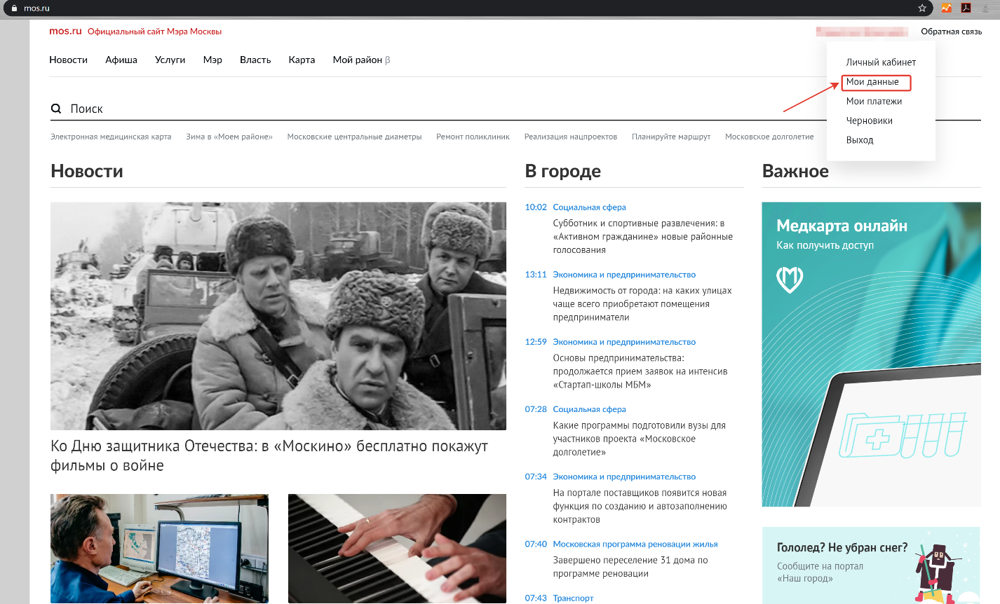 mos.ru
mos.ru Официальный сайт Мэра Москвы
Обратная связь
Новости Афиша Услуги Мэр Власть Карта Мой район β
Личный кабинет
Мои данные
Мои платежи
Черновики
Выход
Поиск
Электронная медицинская карта Зима в «Моем районе» Московские центральные диаметры Ремонт поликлиник Реализация нацпроектов Планируйте маршрут Московское долголетие
Новости
Ко Дню защитника Отечества: в «Москино» бесплатно покажут
фильмы о войне
В городе
10:02 Социальная сфера
Субботник и спортивные развлечения: в
«Активном гражданине» новые районные
голосования
13:11 Экономика и предпринимательство
Недвижимость от города: на каких улицах
чаще всего приобретают помещения
предприниматели
12:59 Экономика и предпринимательство
Основы предпринимательства:
продолжается прием заявок на интенсив
«Стартап-школы МБМ»
07:28 Социальная сфера
Какие программы подготовили вузы для
участников проекта «Московское
долголетие»
07:34 Экономика и предпринимательство
На портале поставщиков появится новая
функция по созданию и автозаполнению
контрактов
07:40 Московская программа реновации жилья
Завершено переселение 31 дома по
программе реновации
07:43 Транспорт
Важное
Медкарта онлайн
Как получить доступ
Гололед? Не убран снег?
Сообщите на портал
«Наш город»